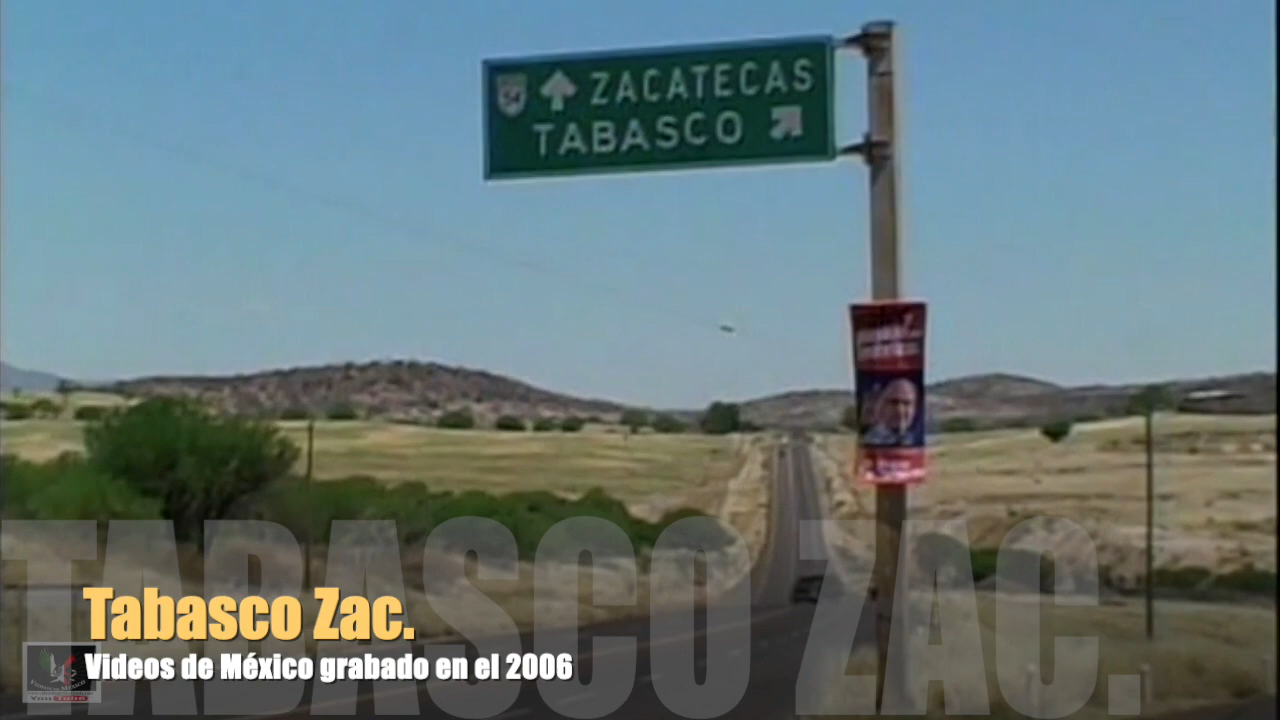 54 ZACATECAS
TABASCO
TABASCO ZAC.
Tabasco Zac.
Videos de México grabado en el 2006